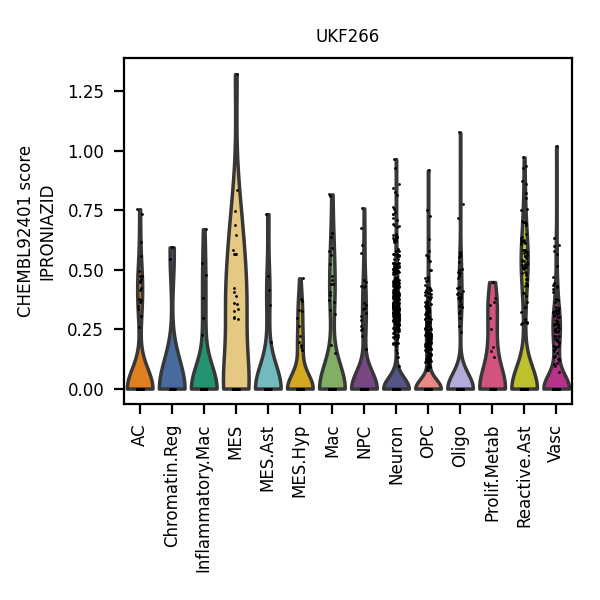 UKF266
CHEMBL92401 score
IPRONIAZID
1.25
1.00
0.75
0.50
0.25
0.00
AC
Chromatin.Reg
Inflammatory.Mac
MES
MES.Ast
MES.Hyp
Mac
NPC
Neuron
OPC
Oligo
Prolif.Metab
Reactive.Ast
Vasc